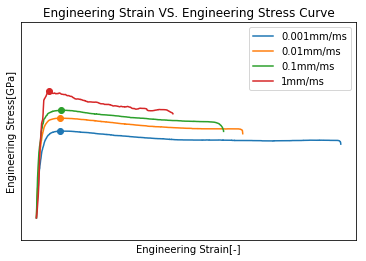 Engineering Strain VS. Engineering Stress Curve
0.001mm/ms
0.01mm/ms
0.1mm/ms
1mm/ms
Engineering Stress[GPa]
Engineering Strain[-]